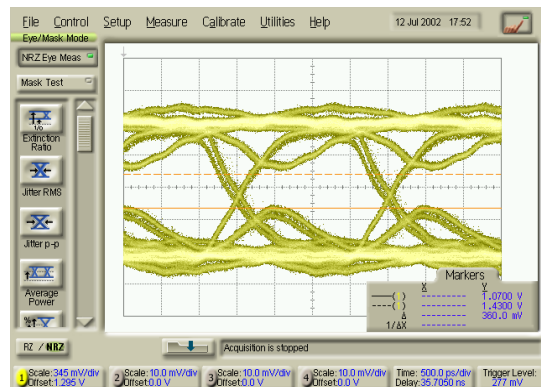 File Control Setup Measure Calibrate Utilities Help 12 Jul 2002 17:52
Eye/Mask Mode
NRZ Eye Meas
Mask Test
Extinction
Ratio
Jitter RMS
Jitter p-p
Average
Power
RZ / NRZ
Markers
X Y
1.0700 V
1.4300 V
Δ 360.0 mV
1/ΔX
Acquisition is stopped
1 Scale: 345 mV/div
Offset: 1.295 V
2 Scale: 10.0 mV/div
Offset: 0.0 V
3 Scale: 10.0 mV/div
Offset: 0.0 V
4 Scale: 10.0 mV/div
Offset: 0.0 V
Time: 500.0 ps/div
Delay: 35.7050 ns
Trigger Level:
277 mV